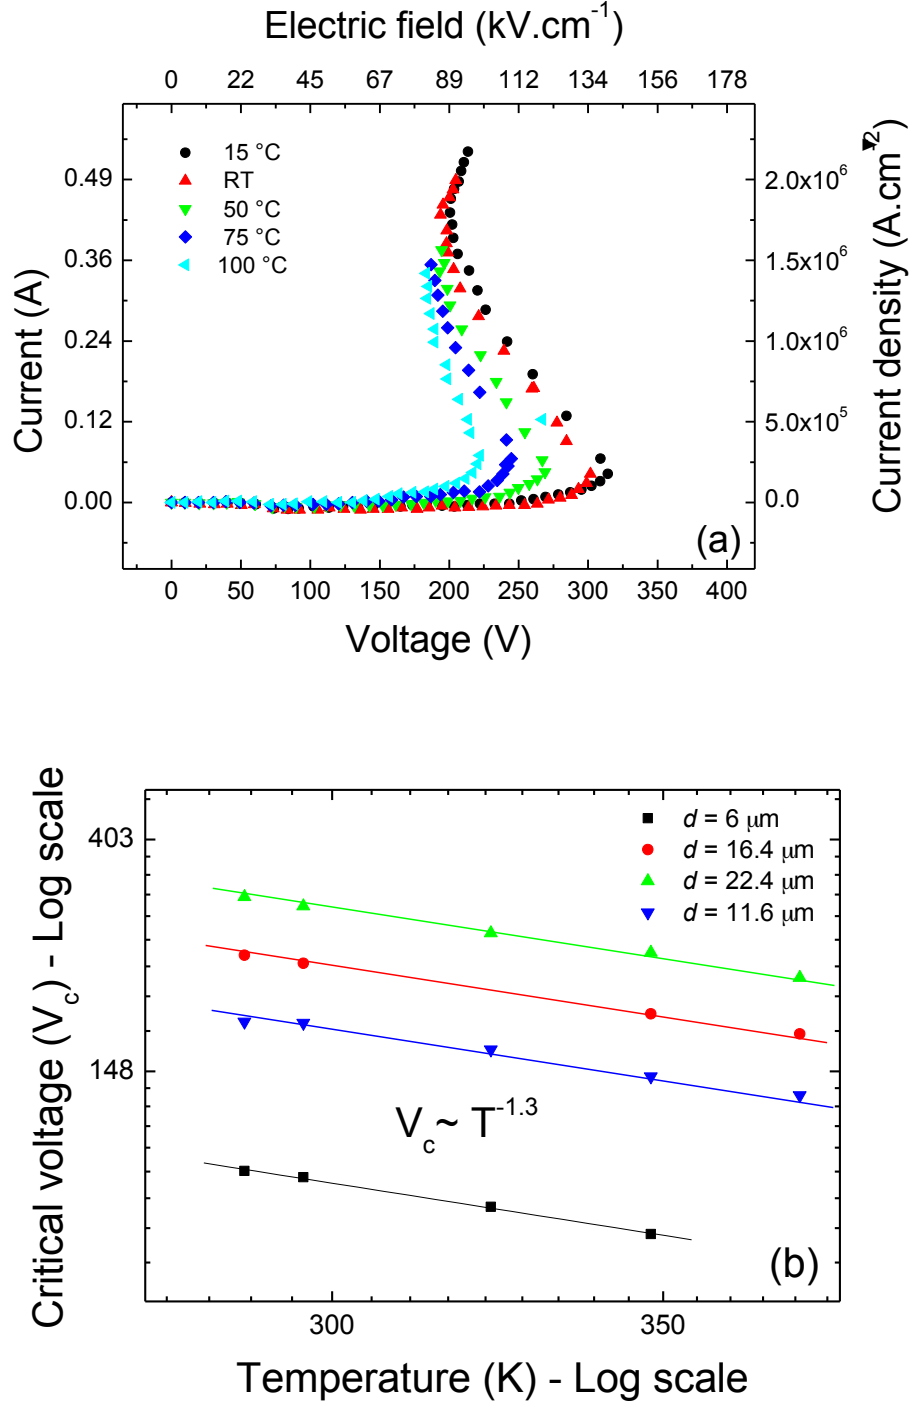 Electric field (kV.cm-1)
0 22 45 67 89 112 134 156 178
15 °C
RT
50 °C
75 °C
100 °C
0.49
0.36
0.24
0.12
0.00
Current (A)
2.0x10^6
1.5x10^6
1.0x10^6
5.0x10^5
0.0
Current density (A.cm-2)
(a)
0 50 100 150 200 250 300 350 400
Voltage (V)
403
148
Critical voltage (Vc) - Log scale
d = 6 μm
d = 16.4 μm
d = 22.4 μm
d = 11.6 μm
Vc~ T-1.3
(b)
300 350
Temperature (K) - Log scale